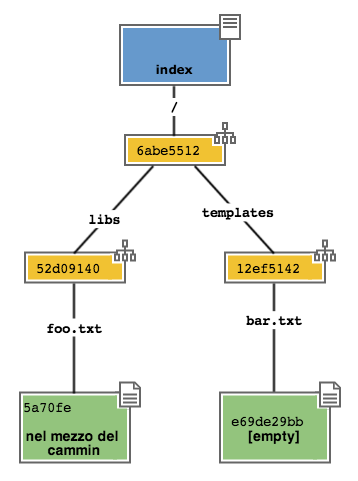 index
/
6abe5512
libs
templates
52d09140
12ef5142
foo.txt
bar.txt
5a70fe
nel mezzo del
cammin
e69de29bb
[empty]